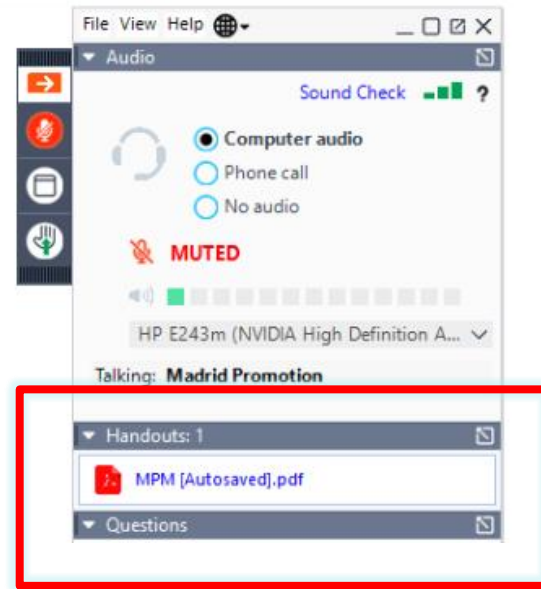 File View Help
Audio
Sound Check ?
Computer audio
Phone call
No audio
MUTED
HP E243m (NVIDIA High Definition A...
Talking: Madrid Promotion
Handouts: 1
MPM [Autosaved].pdf
Questions